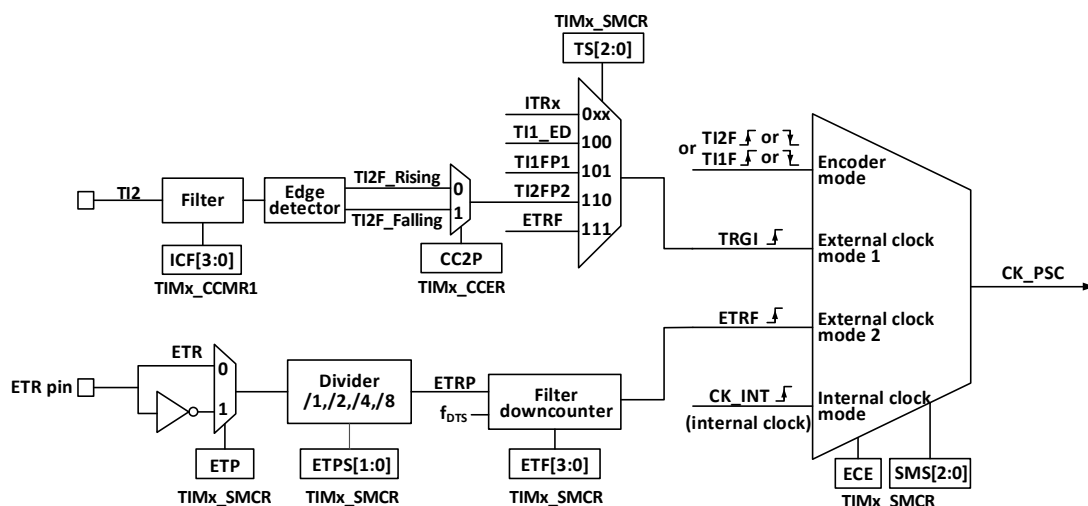 TIMx_SMCR
TS[2:0]
ITRx
0xx
TI1_ED
100
TI1FP1
101
TI2FP2
110
ETRF
111
TI2
Filter
ICF[3:0]
TIMx_CCMR1
Edge
detector
TI2F_Rising
TI2F_Falling
0
1
CC2P
TIMx_CCER
or TI2F or
TI1F or
Encoder
mode
TRGI
External clock
mode 1
ETRF
External clock
mode 2
CK_INT
(internal clock)
Internal clock
mode
CK_PSC
ECE
SMS[2:0]
TIMx_SMCR
ETR pin
ETR
0
1
ETP
TIMx_SMCR
Divider
/1,/2,/4,/8
ETPS[1:0]
TIMx_SMCR
ETRP
fDTS
Filter
downcounter
ETF[3:0]
TIMx_SMCR